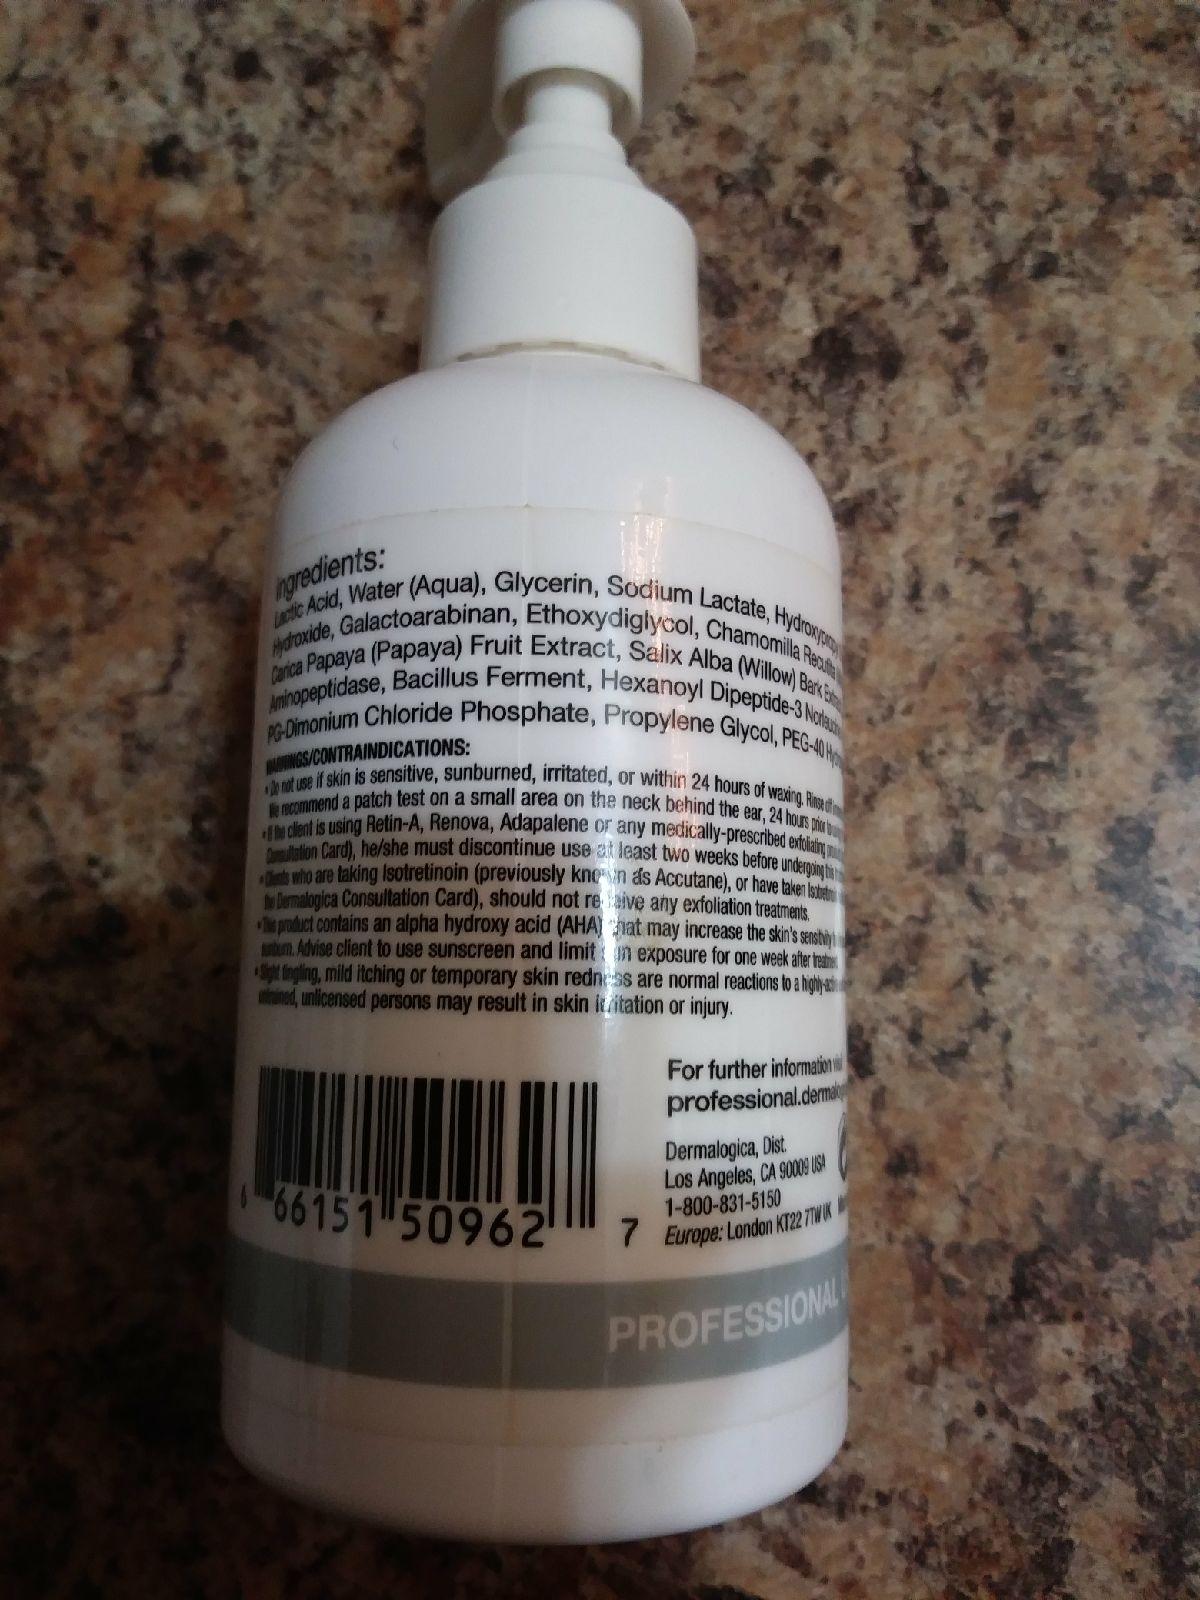 Ingredients:
Lactic Acid, Water (Aqua), Glycerin, Sodium Lactate,
Hydroxide, Galactoarabinan, Ethoxydiglycol, Chamomilla Recutita
Carica Papaya (Papaya) Fruit Extract, Salix Alba (Willow) Bark
Aminopeptidase, Bacillus Ferment, Hexanoyl Dipeptide-3
PG-Dimonium Chloride Phosphate, Propylene Glycol, PEG-40
WARNINGS/CONTRAINDICATIONS:
• Do not use if skin is sensitive, sunburned, irritated, or within 24 hours of waxing. Rinse off
We recommend a patch test on a small area on the neck behind the ear, 24 hours prior to
• If the client is using Retin-A, Renova, Adapalene or any medically-prescribed exfoliating
Consultation Card), he/she must discontinue use at least two weeks before undergoing this
• Clients who are taking Isotretinoin (previously known as Accutane), or have taken
the Dermalogica Consultation Card), should not receive any exfoliation treatments.
• This product contains an alpha hydroxy acid (AHA) that may increase the skin's sensitivity
sunburn. Advise client to use sunscreen and limit sun exposure for one week after treatment
• Slight tingling, mild itching or temporary skin redness are normal reactions to a
untrained, unlicensed persons may result in skin irritation or injury.
For further information
6 66151 50962 7
Dermalogica, Dist.
Los Angeles, CA 90009 USA
1-800-831-5150
Europe: London KT22 7TW UK
PROFESSIONAL